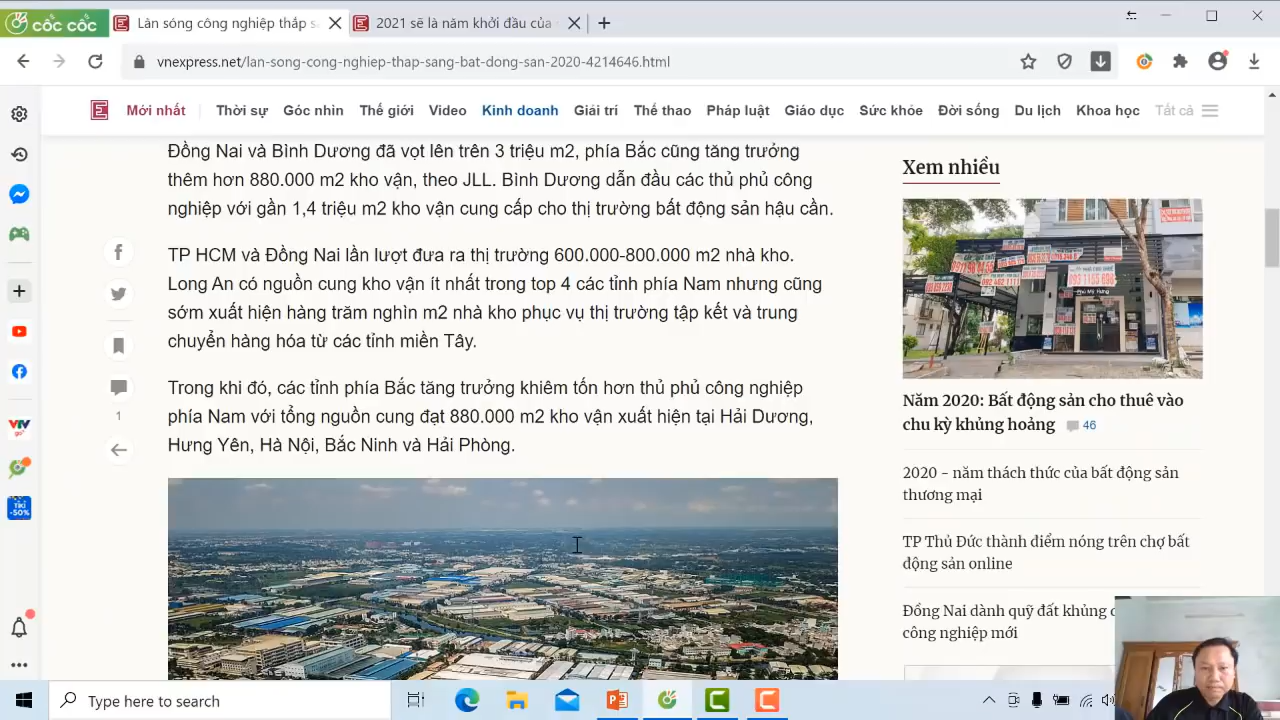 cốc cốc
Làn sóng công nghiệp thắp s
2021 sẽ là năm khởi đầu của
vnexpress.net/lan-song-cong-nghiep-thap-sang-bat-dong-san-2020-4214646.html
Mới nhất
Thời sự
Góc nhìn
Thế giới
Video
Kinh doanh
Giải trí
Thể thao
Pháp luật
Giáo dục
Sức khỏe
Đời sống
Du lịch
Khoa học
Tất cả
Đồng Nai và Bình Dương đã vọt lên trên 3 triệu m2, phía Bắc cũng tăng trưởng
thêm hơn 880.000 m2 kho vận, theo JLL. Bình Dương dẫn đầu các thủ phủ công
nghiệp với gần 1,4 triệu m2 kho vận cung cấp cho thị trường bất động sản hậu cần.
TP HCM và Đồng Nai lần lượt đưa ra thị trường 600.000-800.000 m2 nhà kho.
Long An có nguồn cung kho vận ít nhất trong top 4 các tỉnh phía Nam nhưng cũng
sớm xuất hiện hàng trăm nghìn m2 nhà kho phục vụ thị trường tập kết và trung
chuyển hàng hóa từ các tỉnh miền Tây.
Trong khi đó, các tỉnh phía Bắc tăng trưởng khiêm tốn hơn thủ phủ công nghiệp
phía Nam với tổng nguồn cung đạt 880.000 m2 kho vận xuất hiện tại Hải Dương,
Hưng Yên, Hà Nội, Bắc Ninh và Hải Phòng.
1
Xem nhiều
Năm 2020: Bất động sản cho thuê vào
chu kỳ khủng hoảng 46
2020 - năm thách thức của bất động sản
thương mại
TP Thủ Đức thành điểm nóng trên chợ bất
động sản online
Đồng Nai dành quỹ đất khủng
công nghiệp mới
VTV
go
TIKI
-50%
Type here to search